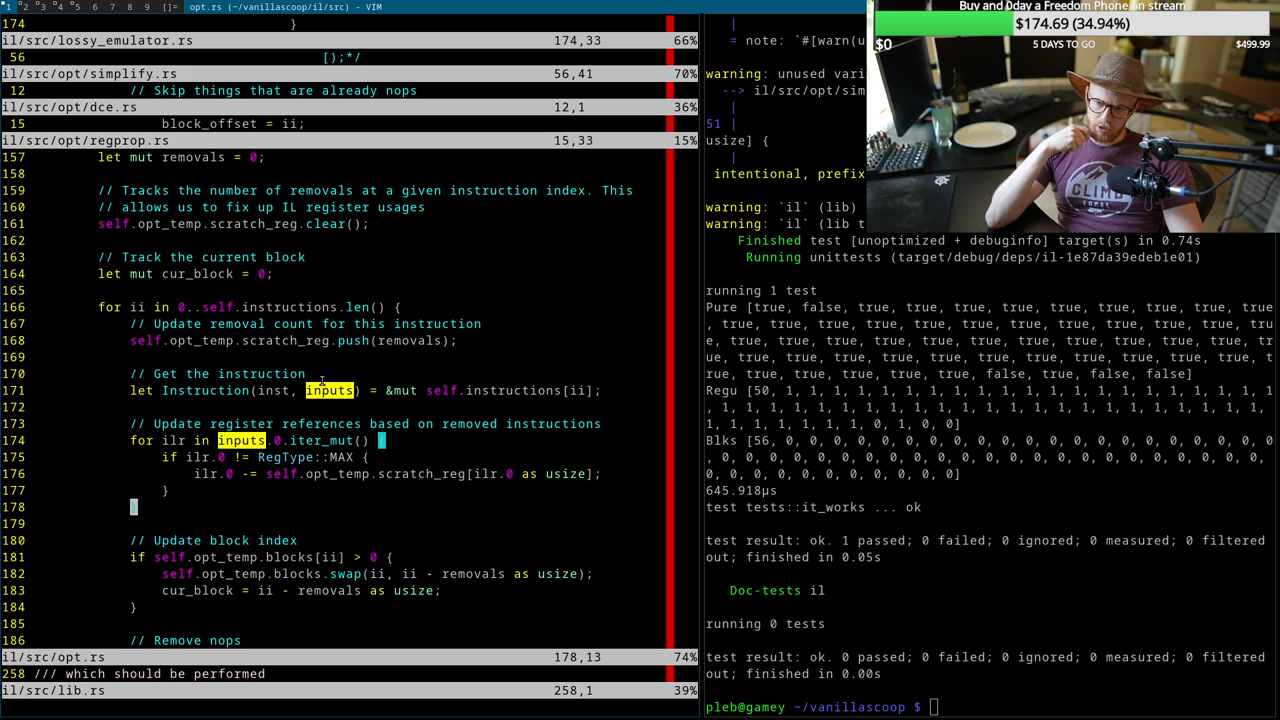 1 2 3 4 5 6 7 8 9 []= opt.rs (~/vanillascoop/il/src) - VIM
174 }
il/src/lossy_emulator.rs 174,33 66%
56 [);*/
il/src/opt/simplify.rs 56,41 70%
12 // Skip things that are already nops
il/src/opt/dce.rs 12,1 36%
15 block_offset = ii;
il/src/opt/regprop.rs 15,33 15%
157 let mut removals = 0;
158
159 // Tracks the number of removals at a given instruction index. This
160 // allows us to fix up IL register usages
161 self.opt_temp.scratch_reg.clear();
162
163 // Track the current block
164 let mut cur_block = 0;
165
166 for ii in 0..self.instructions.len() {
167 // Update removal count for this instruction
168 self.opt_temp.scratch_reg.push(removals);
169
170 // Get the instruction
171 let Instruction(inst, inputs) = &mut self.instructions[ii];
172
173 // Update register references based on removed instructions
174 for ilr in inputs.0.iter_mut() {
175 if ilr.0 != RegType::MAX {
176 ilr.0 -= self.opt_temp.scratch_reg[ilr.0 as usize];
177 }
178 }
179
180 // Update block index
181 if self.opt_temp.blocks[ii] > 0 {
182 self.opt_temp.blocks.swap(ii, ii - removals as usize);
183 cur_block = ii - removals as usize;
184 }
185
186 // Remove nops
il/src/opt.rs 178,13 74%
258 /// which should be performed
il/src/lib.rs 258,1 39%
|
= note: `#[warn(u
warning: unused vari
--> il/src/opt/sim
|
51 |
usize] {
|
intentional, prefix
warning: `il` (lib)
warning: `il` (lib t
Finished test [unoptimized + debuginfo] target(s) in 0.74s
Running unittests (target/debug/deps/il-1e87da39edeb1e01)
running 1 test
Pure [true, false, true, true, true, true, true, true, true, true
, true, true, true, true, true, true, true, true, true, true, tru
e, true, true, true, true, true, true, true, true, true, true, tr
ue, true, true, true, true, true, true, true, true, true, true, t
rue, true, true, true, true, false, true, false, false]
Regu [50, 1, 1, 1, 1, 1, 1, 1, 1, 1, 1, 1, 1, 1, 1, 1, 1, 1, 1, 1
, 1, 1, 1, 1, 1, 1, 1, 1, 1, 1, 1, 1, 1, 1, 1, 1, 1, 1, 1, 1, 1,
1, 1, 1, 1, 1, 1, 0, 1, 0, 0]
Blks [56, 0, 0, 0, 0, 0, 0, 0, 0, 0, 0, 0, 0, 0, 0, 0, 0, 0, 0, 0
, 0, 0, 0, 0, 0, 0, 0, 0, 0, 0, 0, 0, 0, 0, 0, 0, 0, 0, 0, 0, 0,
0, 0, 0, 0, 0, 0, 0, 0, 0, 0]
645.918µs
test tests::it_works ... ok
test result: ok. 1 passed; 0 failed; 0 ignored; 0 measured; 0 filtered
out; finished in 0.05s
Doc-tests il
running 0 tests
test result: ok. 0 passed; 0 failed; 0 ignored; 0 measured; 0 filtered
out; finished in 0.00s
pleb@gamey ~/vanillascoop $
Buy and 0day a Freedom Phone on stream
$174.69 (34.94%)
$0 5 DAYS TO GO $499.99
CLIMB